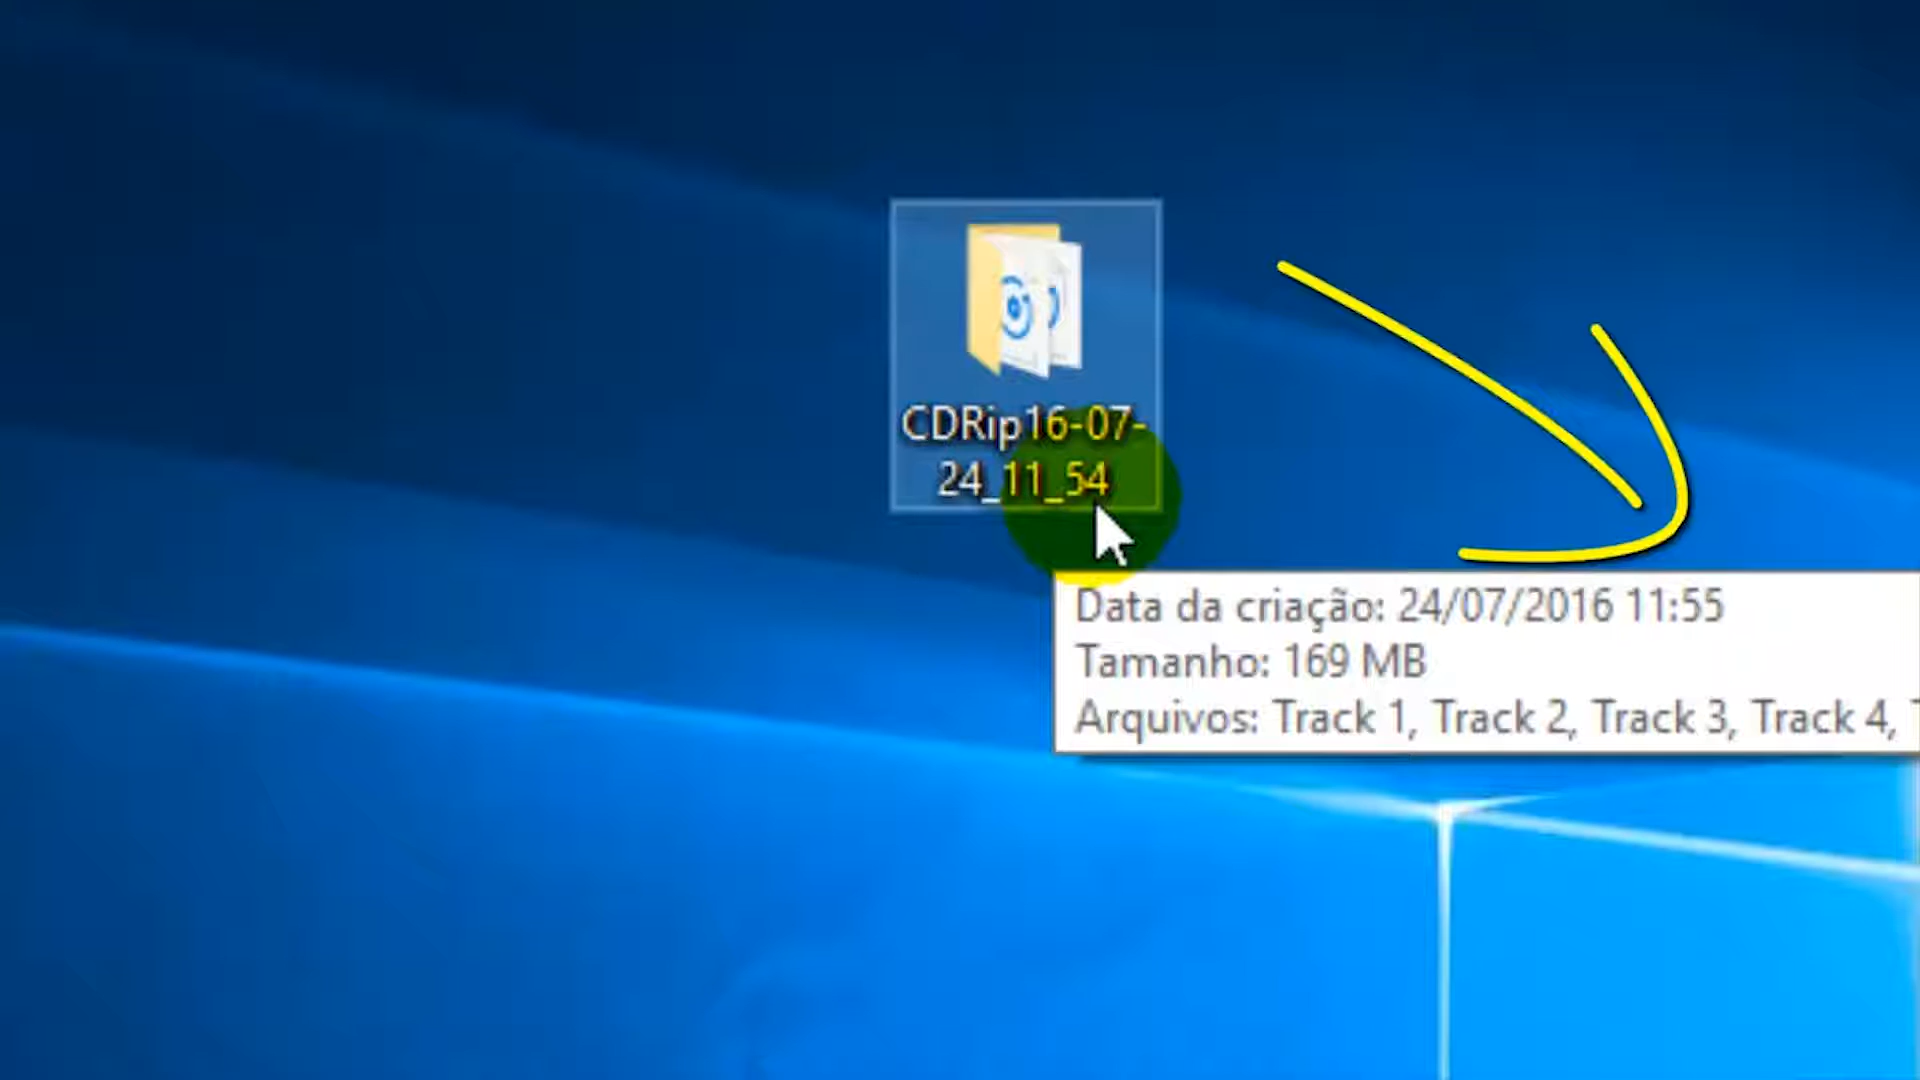 CDRip16-07-
24_11_54
Data da criação: 24/07/2016 11:55
Tamanho: 169 MB
Arquivos: Track 1, Track 2, Track 3, Track 4,